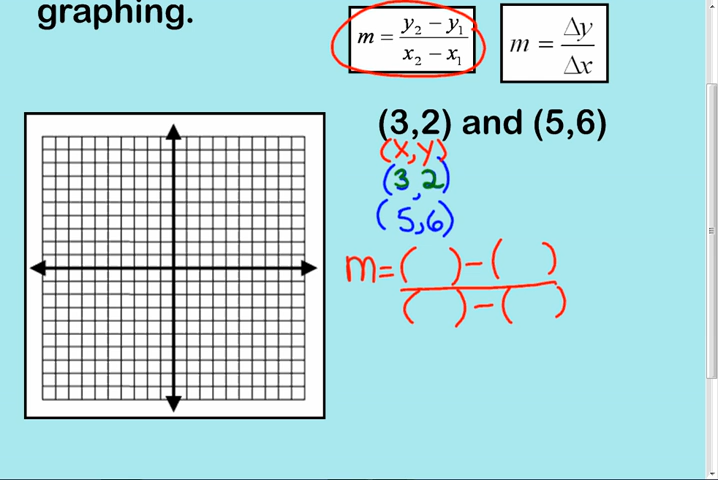 graphing.
m = (y₂ − y₁)/(x₂ − x₁)
m = Δy/Δx
(3,2) and (5,6)
(x,y)
(3,2)
(5,6)
m= ( )−( )
( )−( )